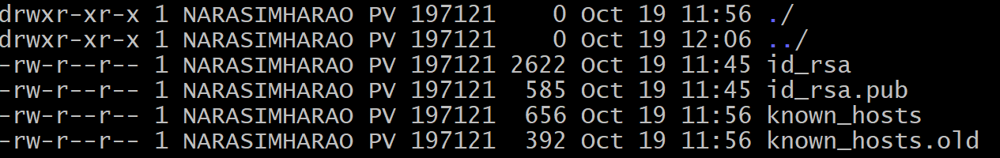 drwxr-xr-x 1 NARASIMHARAO PV 197121    0 Oct 19 11:56 ./
drwxr-xr-x 1 NARASIMHARAO PV 197121    0 Oct 19 12:06 ../
-rw-r--r-- 1 NARASIMHARAO PV 197121 2622 Oct 19 11:45 id_rsa
-rw-r--r-- 1 NARASIMHARAO PV 197121  585 Oct 19 11:45 id_rsa.pub
-rw-r--r-- 1 NARASIMHARAO PV 197121  656 Oct 19 11:56 known_hosts
-rw-r--r-- 1 NARASIMHARAO PV 197121  392 Oct 19 11:56 known_hosts.old